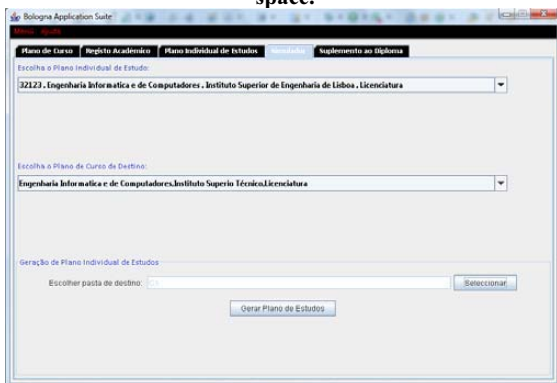 space.
Bologna Application Suite
Menu Ajuda
Plano de Curso
Registo Académico
Plano Individual de Estudos
Simulador
Suplemento ao Diploma
Escolha o Plano Individual de Estudo:
32123 , Engenharia Informatica e de Computadores , Instituto Superior de Engenharia de Lisboa , Licenciatura
Escolha o Plano de Curso de Destino:
Engenharia Informatica e de Computadores,Instituto Superio Técnico,Licenciatura
Geração de Plano Individual de Estudos
Escolher pasta de destino:
Seleccionar
Gerar Plano de Estudos